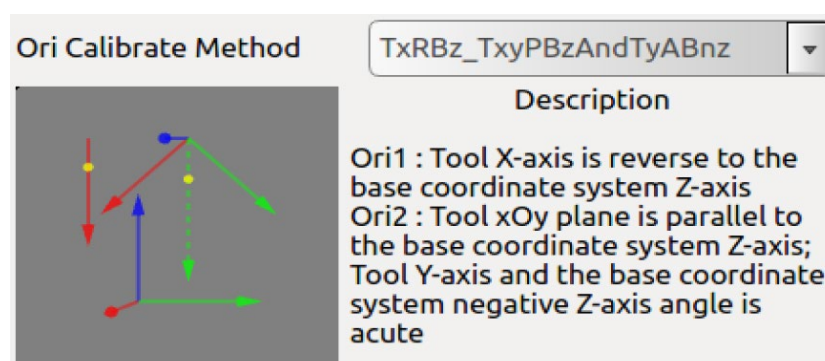 Ori Calibrate Method
TxRBz_TxyPBzAndTyABnz
Description
Ori1 : Tool X-axis is reverse to the
base coordinate system Z-axis
Ori2 : Tool xOy plane is parallel to
the base coordinate system Z-axis;
Tool Y-axis and the base coordinate
system negative Z-axis angle is
acute